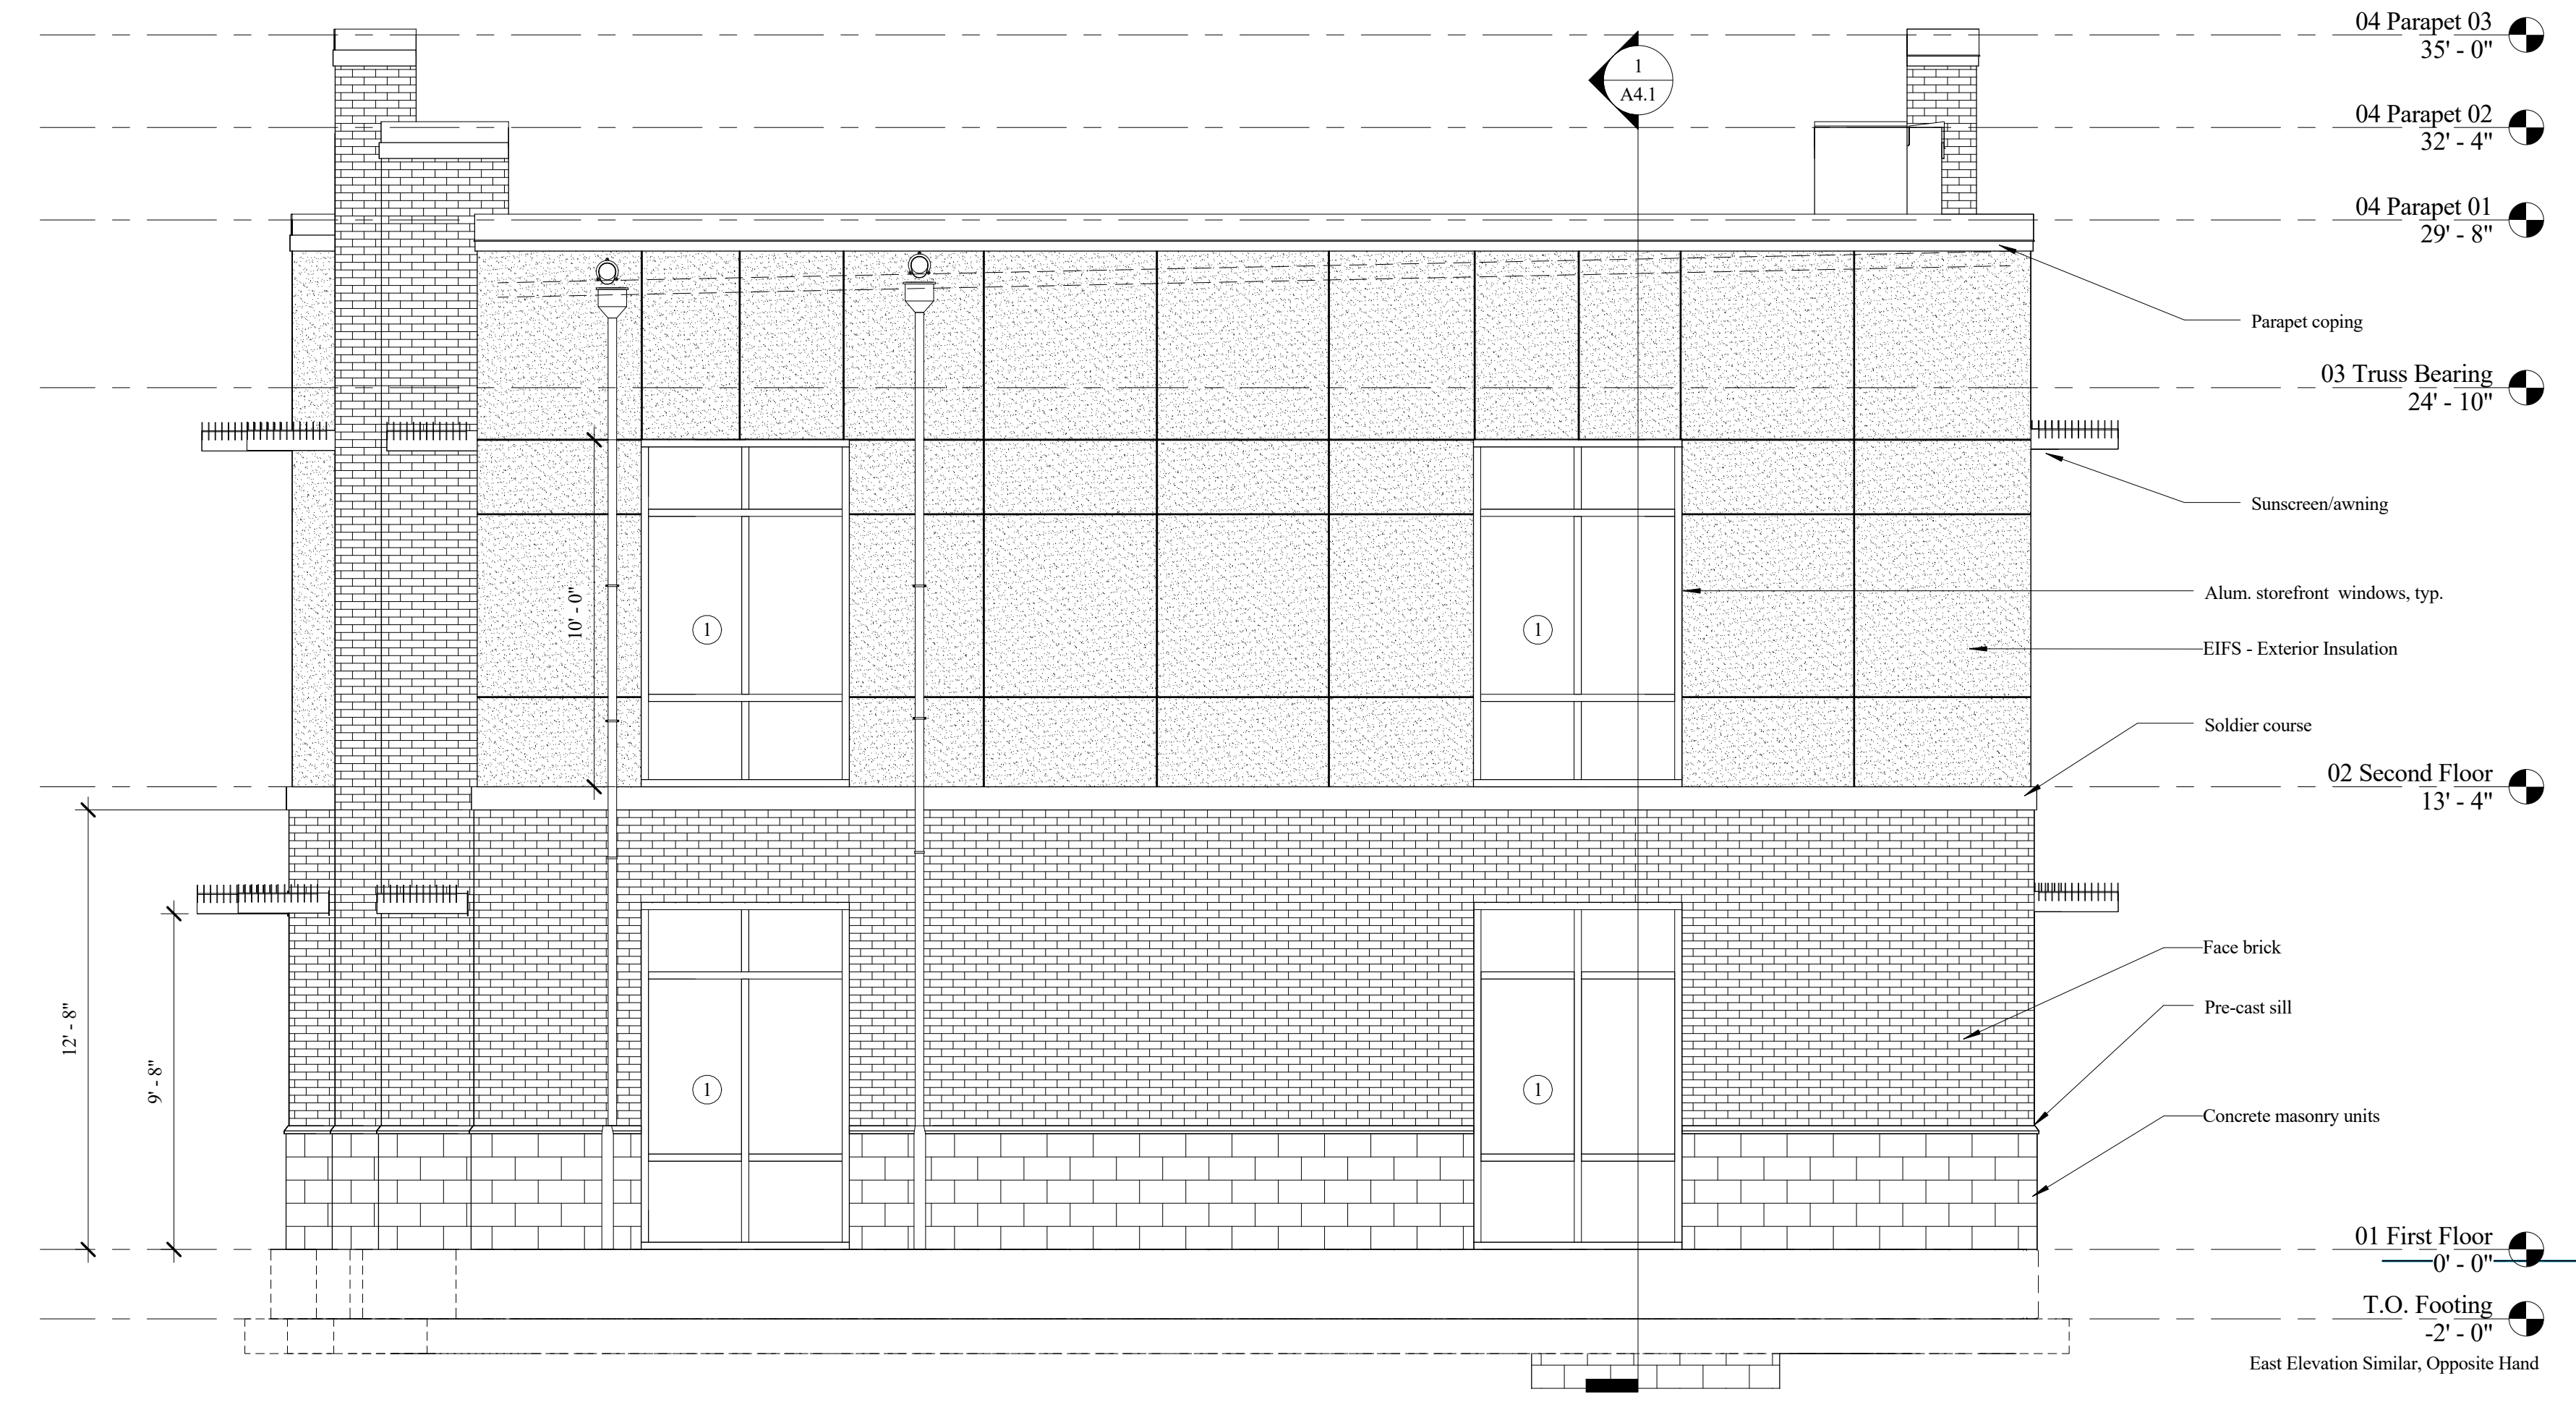 04 Parapet 03
35' - 0"
1
A4.1
04 Parapet 02
32' - 4"
04 Parapet 01
29' - 8"
Parapet coping
03 Truss Bearing
24' - 10"
Sunscreen/awning
10' - 0"
Alum. storefront windows, typ.
1
1
EIFS - Exterior Insulation
Soldier course
02 Second Floor
13' - 4"
Face brick
Pre-cast sill
12' - 8"
9' - 8"
1
1
Concrete masonry units
01 First Floor
0' - 0"
T.O. Footing
-2' - 0"
East Elevation Similar, Opposite Hand